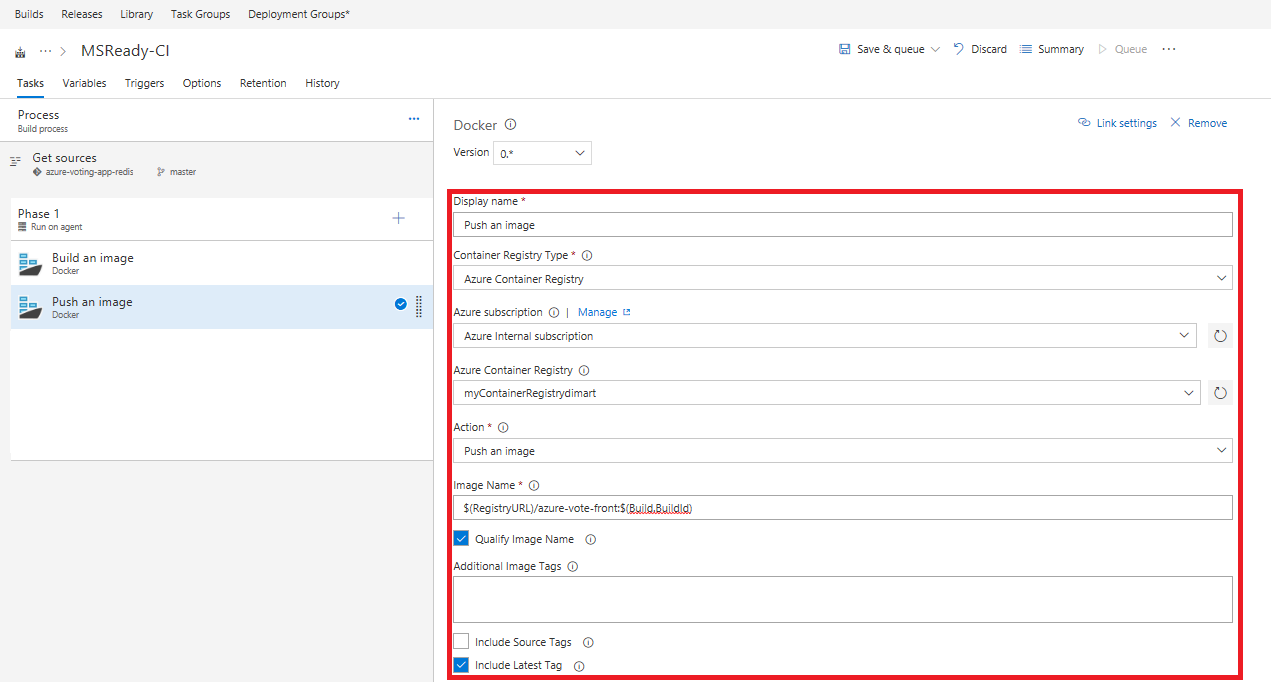 Builds Releases Library Task Groups Deployment Groups*
··· > MSReady-CI
Save & queue Discard Summary Queue ···
Tasks Variables Triggers Options Retention History
Process
Build process
···
Get sources
azure-voting-app-redis master
Phase 1
Run on agent
+
Build an image
Docker
Push an image
Docker
Docker
Link settings Remove
Version 0.*
Display name *
Push an image
Container Registry Type *
Azure Container Registry
Azure subscription | Manage
Azure Internal subscription
Azure Container Registry
myContainerRegistrydimart
Action *
Push an image
Image Name *
$(RegistryURL)/azure-vote-front:$(Build.BuildId)
Qualify Image Name
Additional Image Tags
Include Source Tags
Include Latest Tag